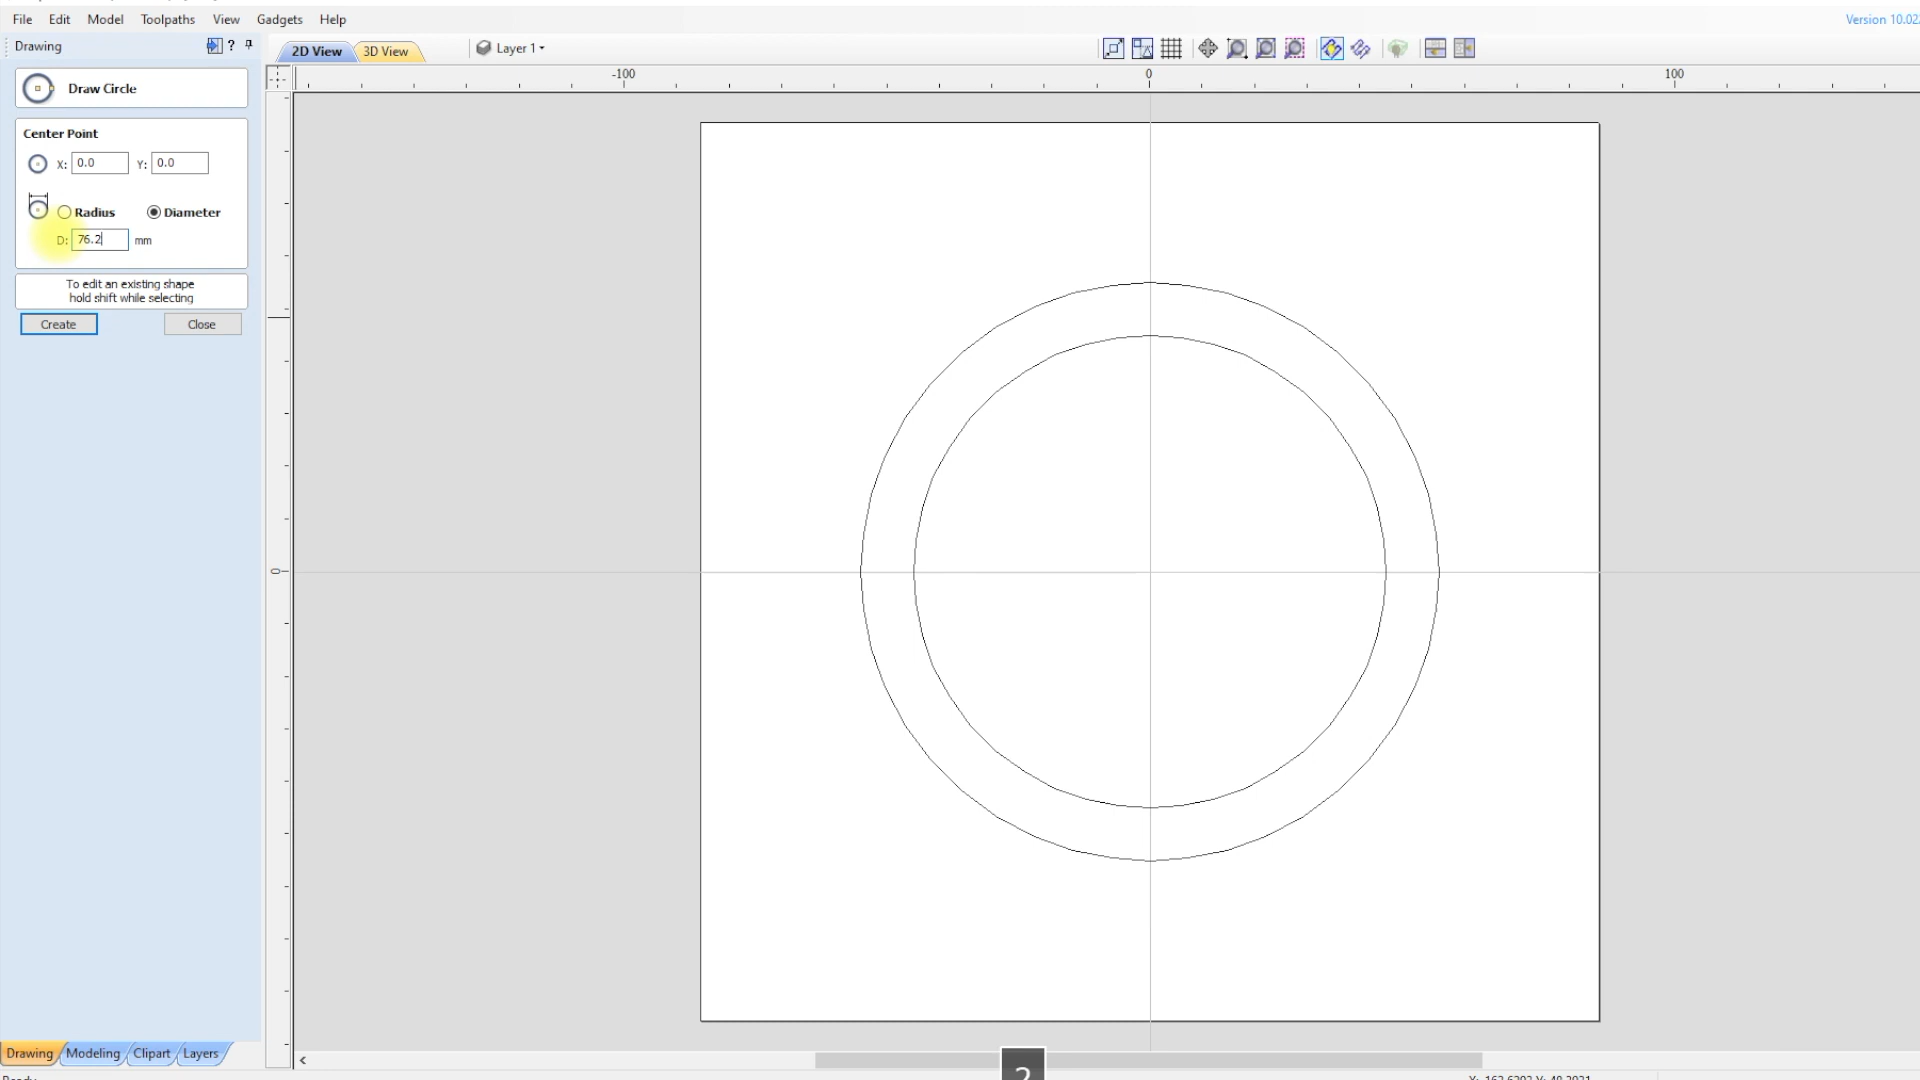 File Edit Model Toolpaths View Gadgets Help
Version 10.02
Drawing
?
2D View 3D View Layer 1
-100 0 100
Draw Circle
Center Point
X: 0.0 Y: 0.0
Radius Diameter
D: 76.2 mm
To edit an existing shape
hold shift while selecting
Create Close
0
Drawing Modeling Clipart Layers
2